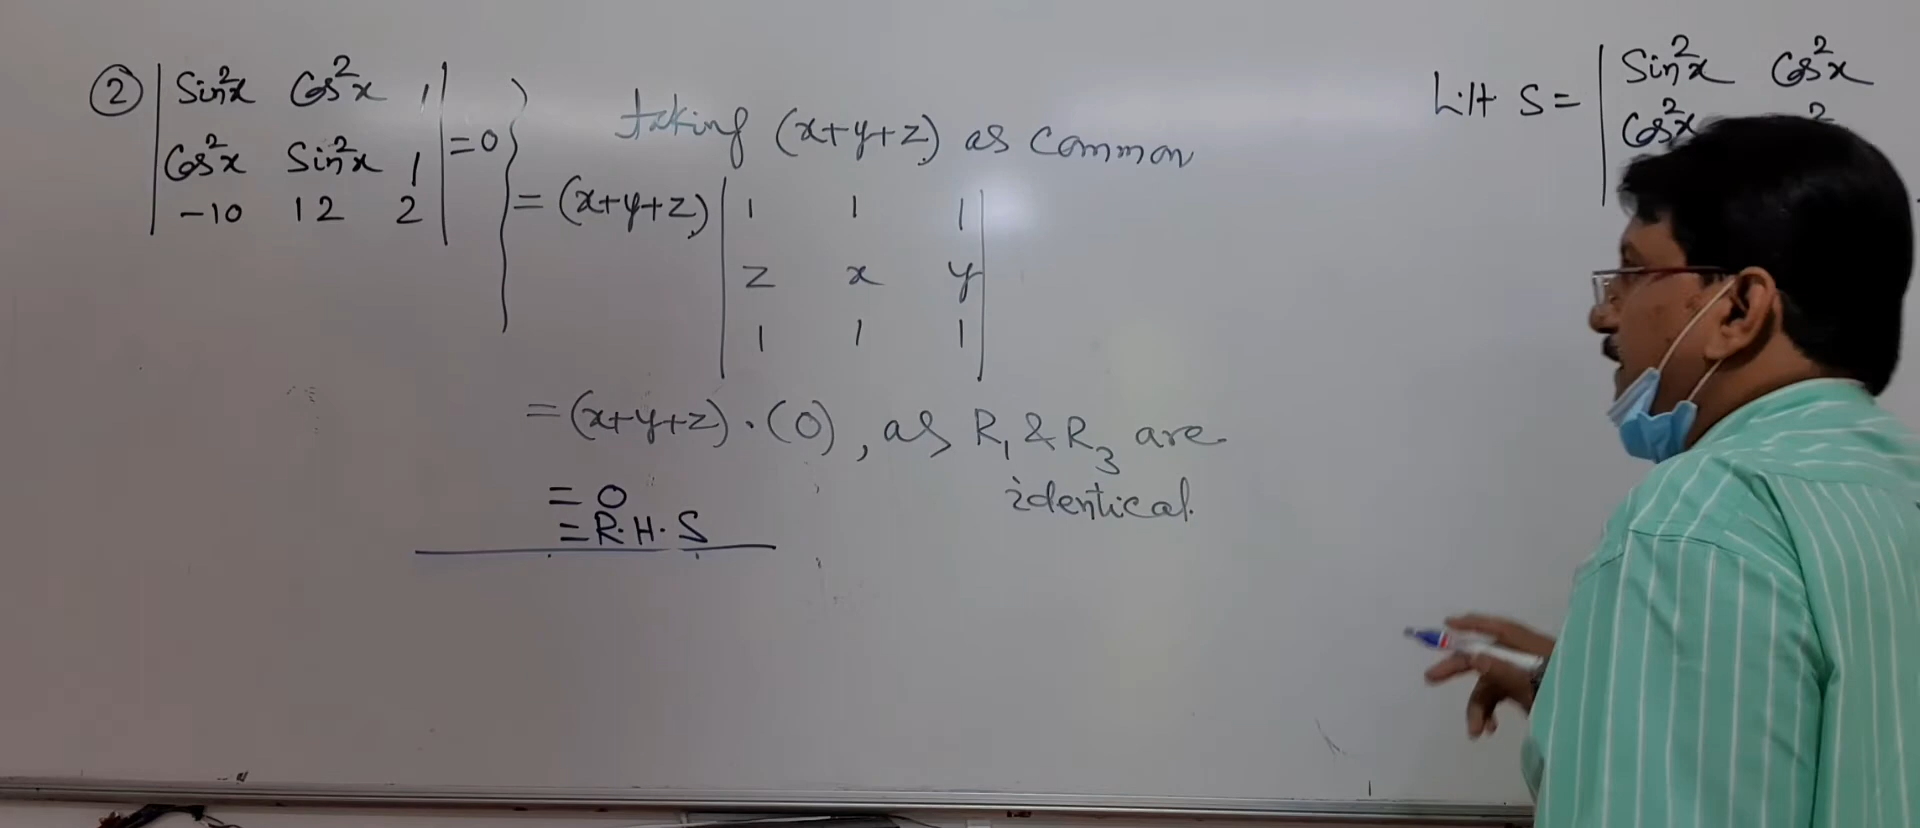 ② | Sin²x Cos²x 1 |
| Cos²x Sin²x 1 | =0
| -10 12 2 |
taking (x+y+z) as common
= (x+y+z) | 1 1 1 |
| z x y |
| 1 1 1 |
= (x+y+z) · (0), as R₁ & R₃ are
identical.
= 0
= R.H.S
L.H.S = | Sin²x Cos²x
Cos²x